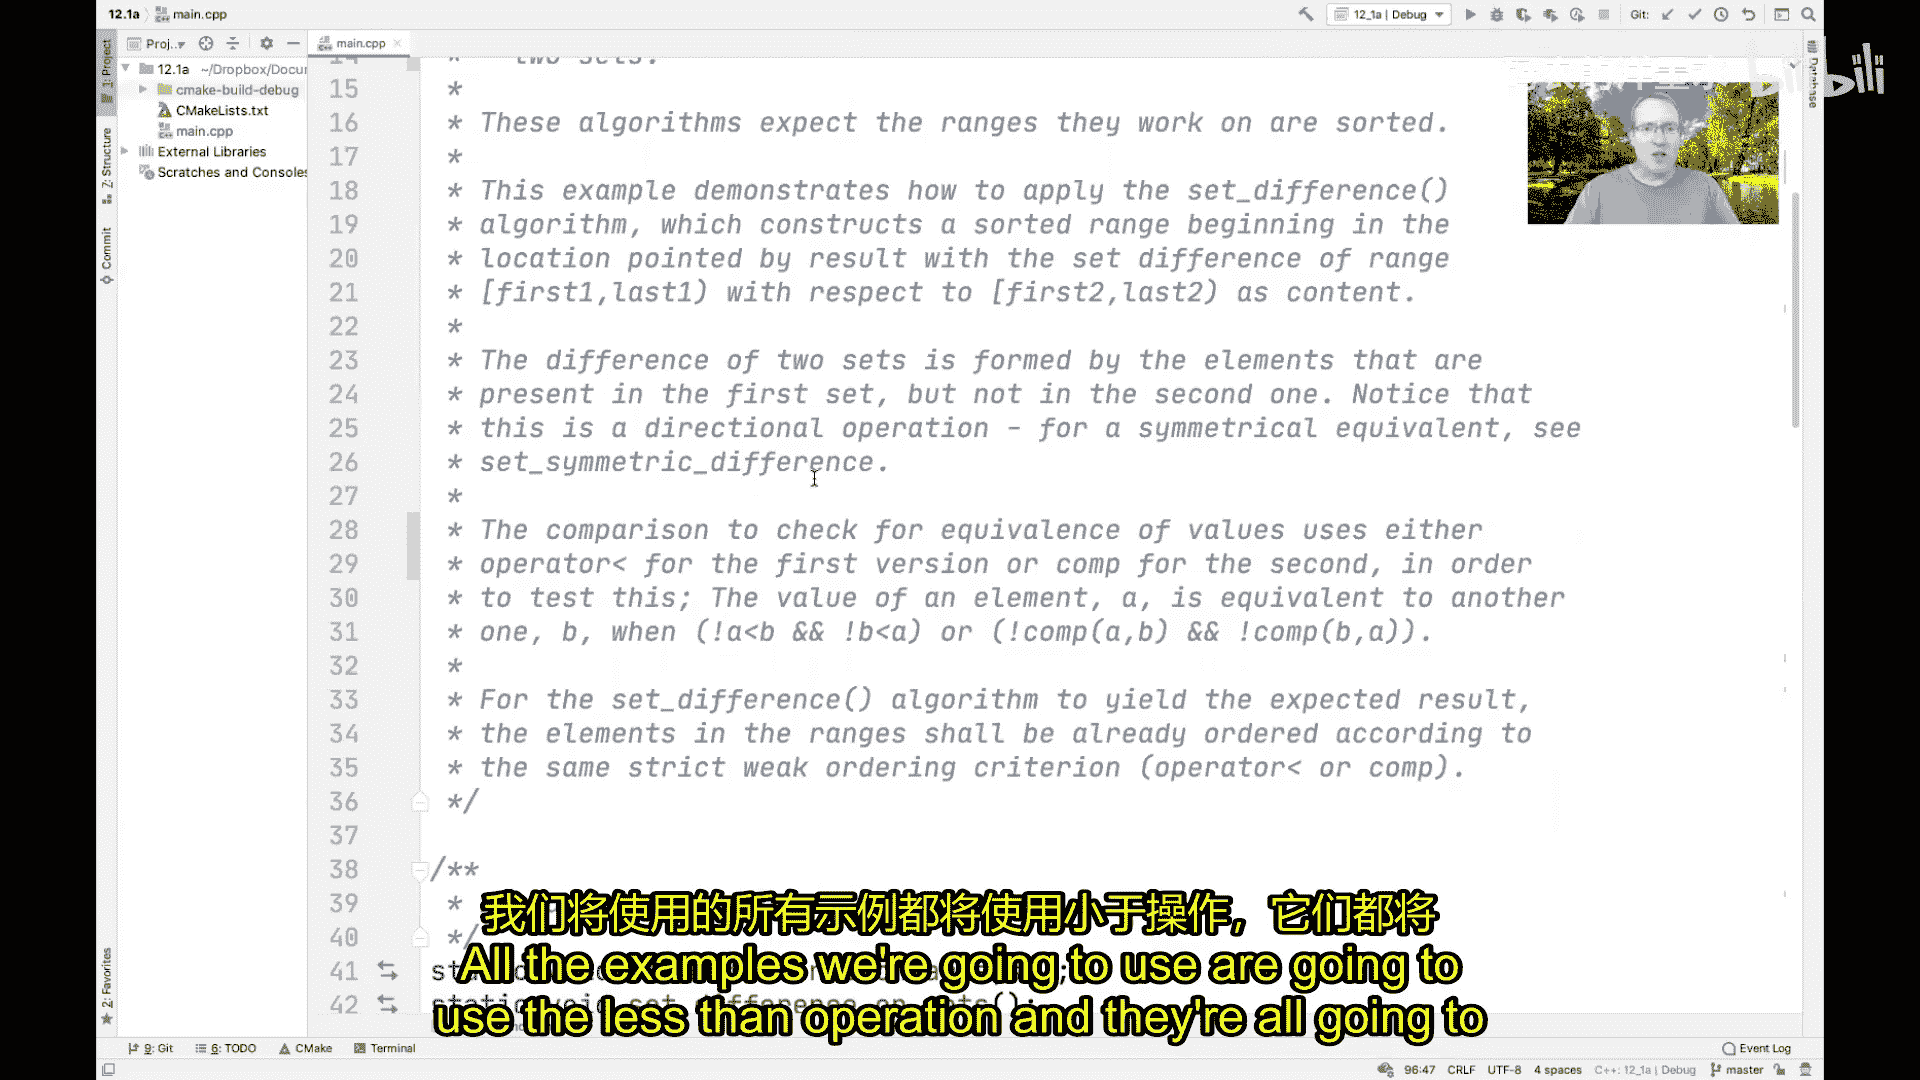 12.1a
main.cpp
12_1a | Debug
Git:
1: Project
Proj..
main.cpp
12.1a ~/Dropbox/Docu
cmake-build-debug
CMakeLists.txt
main.cpp
External Libraries
Scratches and Consoles
Z: Structure
Commit
2: Favorites
Database
bilibili
14 * two sets.
15 *
16 * These algorithms expect the ranges they work on are sorted.
17 *
18 * This example demonstrates how to apply the set_difference()
19 * algorithm, which constructs a sorted range beginning in the
20 * location pointed by result with the set difference of range
21 * [first1,last1) with respect to [first2,last2) as content.
22 *
23 * The difference of two sets is formed by the elements that are
24 * present in the first set, but not in the second one. Notice that
25 * this is a directional operation - for a symmetrical equivalent, see
26 * set_symmetric_difference.
27 *
28 * The comparison to check for equivalence of values uses either
29 * operator< for the first version or comp for the second, in order
30 * to test this; The value of an element, a, is equivalent to another
31 * one, b, when (!a<b && !b<a) or (!comp(a,b) && !comp(b,a)).
32 *
33 * For the set_difference() algorithm to yield the expected result,
34 * the elements in the ranges shall be already ordered according to
35 * the same strict weak ordering criterion (operator< or comp).
36 */
37
38 /**
39 *
40 */
41
42
我们将使用的所有示例都将使用小于操作，它们都将
All the examples we're going to use are going to
use the less than operation and they're all going to
9: Git
6: TODO
CMake
Terminal
Event Log
96:47 CRLF UTF-8 4 spaces C++: 12_1a | Debug master